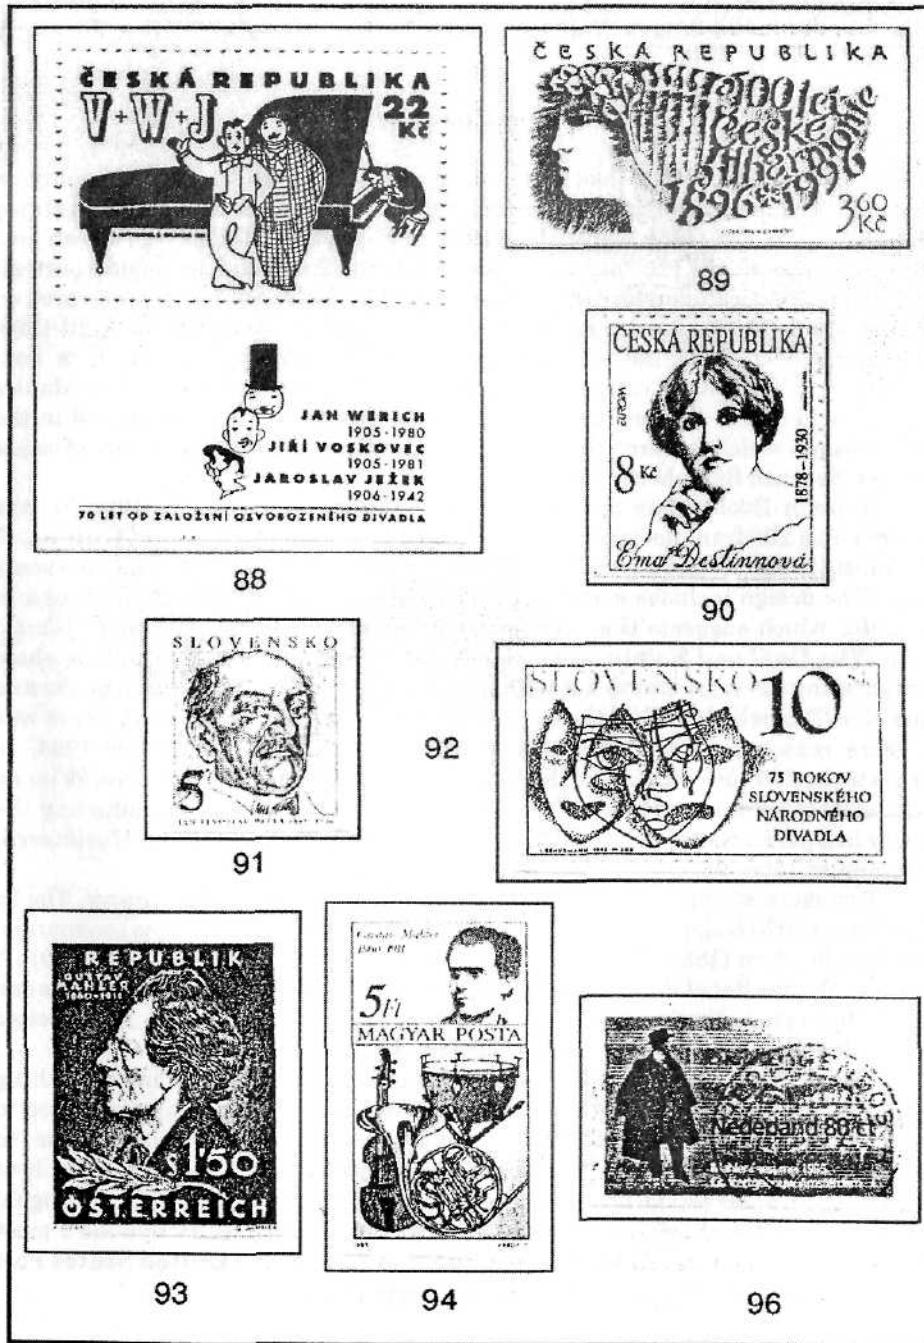 ČESKÁ REPUBLIKA
V + W + J
22
Kč
JAN WERICH
1905-1980
JIŘÍ VOSKOVEC
1905-1981
JAROSLAV JEŽEK
1906-1942
70 LET OD ZALOŽENÍ OSVOBOZENÉHO DIVADLA
88
ČESKÁ REPUBLIKA
100 let
České
filharmonie
1896 1996
3,60
Kč
89
ČESKÁ REPUBLIKA
EUROPA
8 Kč
1878-1930
Ema Destinnová
90
SLOVENSKO
5
91
92
SLOVENSKO 10
75 ROKOV
SLOVENSKÉHO
NÁRODNÉHO
DIVADLA
REPUBLIK
GUSTAV
MAHLER
1860-1911
S 1'50
ÖSTERREICH
93
Gustav Mahler
1860-1911
5 Ft
MAGYAR POSTA
94
Nederland 80 ct
96